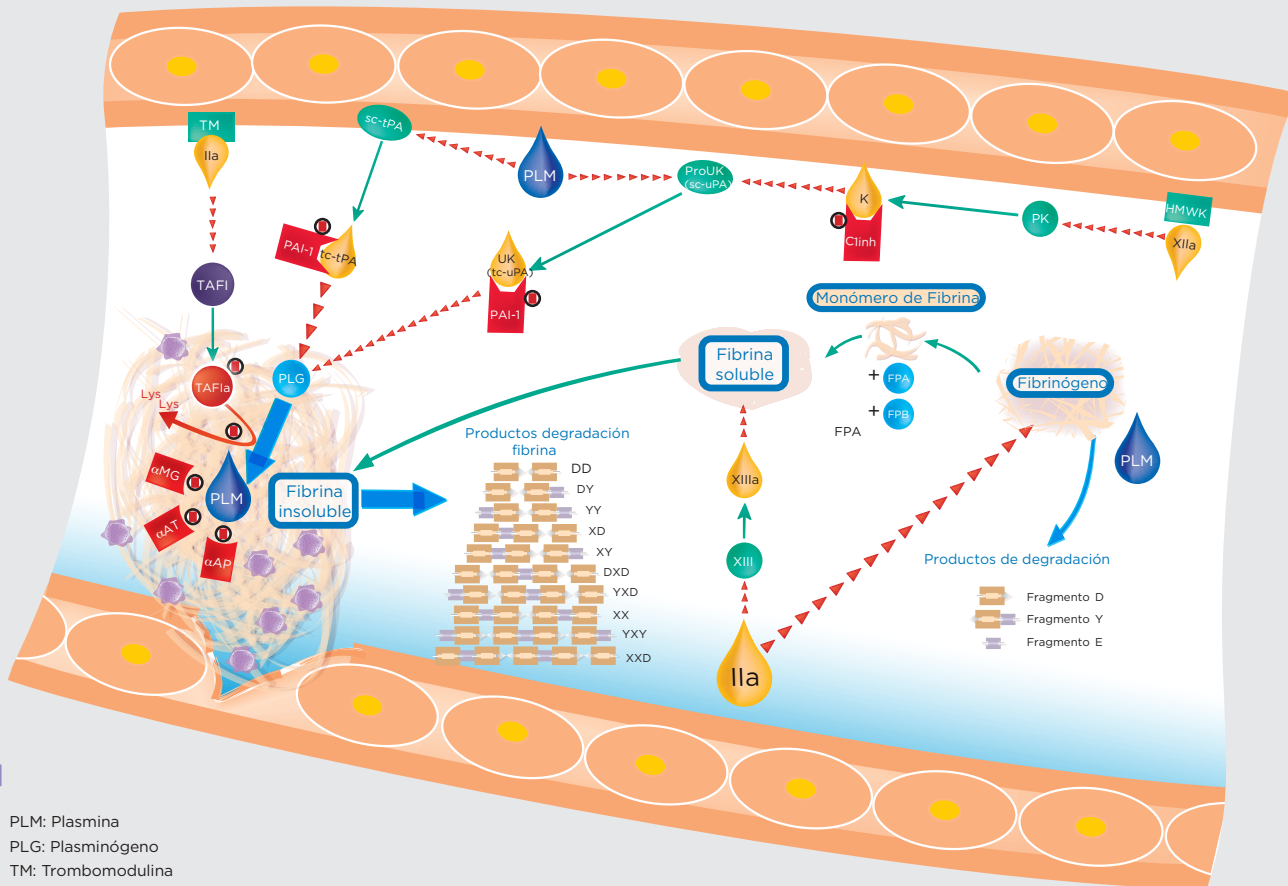 TM
IIa
sc-tPA
PLM
ProUK
(sc-uPA)
K
C1inh
PK
HMWK
XIIa
PAI-1
tc-tPA
UK
(tc-uPA)
PAI-1
TAFI
TAFIa
PLG
Lys
Lys
αMG
αAT
αAP
PLM
Fibrina
insoluble
Monómero de Fibrina
Fibrina
soluble
+ FPA
+ FPB
FPA
Fibrinógeno
PLM
Productos degradación
fibrina
DD
DY
YY
XD
XY
DXD
YXD
XX
YXY
XXD
XIIIa
XIII
IIa
Productos de degradación
Fragmento D
Fragmento Y
Fragmento E
PLM: Plasmina
PLG: Plasminógeno
TM: Trombomodulina